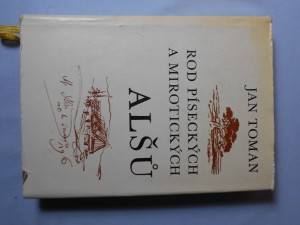 JAN TOMAN
ROD PÍSECKÝCH
A MIROTICKÝCH
ALŠŮ